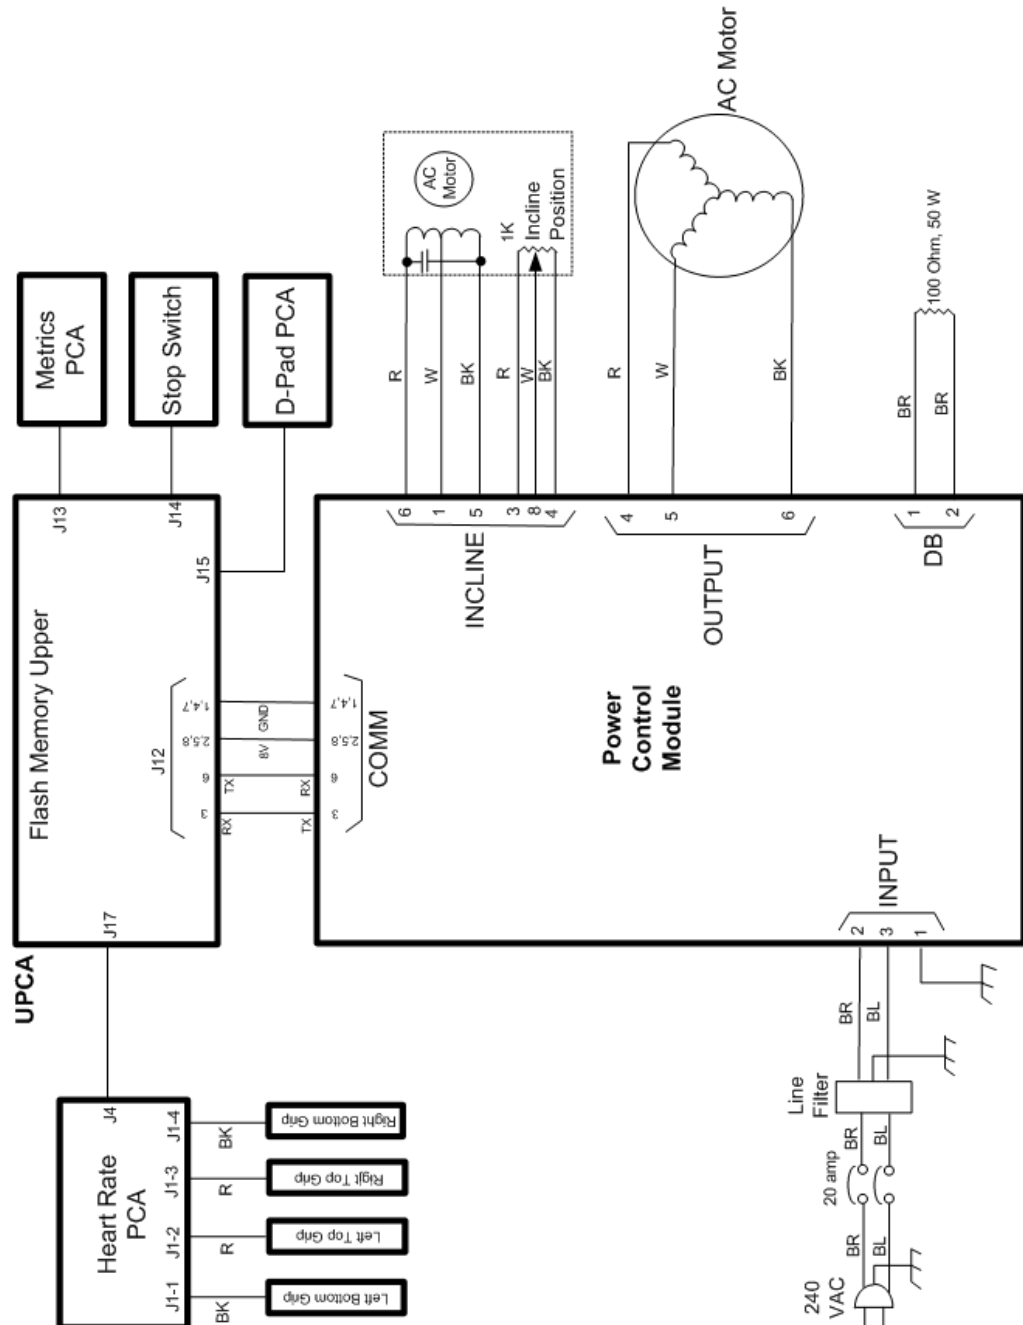 AC Motor
AC
Motor
1K
Incline
Position
100 Ohm, 50 W
Metrics
PCA
Stop Switch
D-Pad PCA
R
W
BK
R
W
BK
R
W
BK
BR
BR
J13
J14
J15
6
1
5
3
8
4
INCLINE
4
5
6
OUTPUT
1
2
DB
Flash Memory Upper
J12
1,4,7
2,5,8
6
3
GND
8V
TX
RX
RX
TX
1,4,7
2,5,8
6
3
COMM
Power
Control
Module
J17
UPCA
INPUT
2
3
1
BR
BL
Line
Filter
BR
BL
20 amp
BR
BL
240
VAC
Heart Rate
PCA
J4
J1-4
J1-3
J1-2
J1-1
BK
R
R
BK
Right Bottom Grip
Rigjt Top Grip
Left Top Grip
Left Bottom Grip